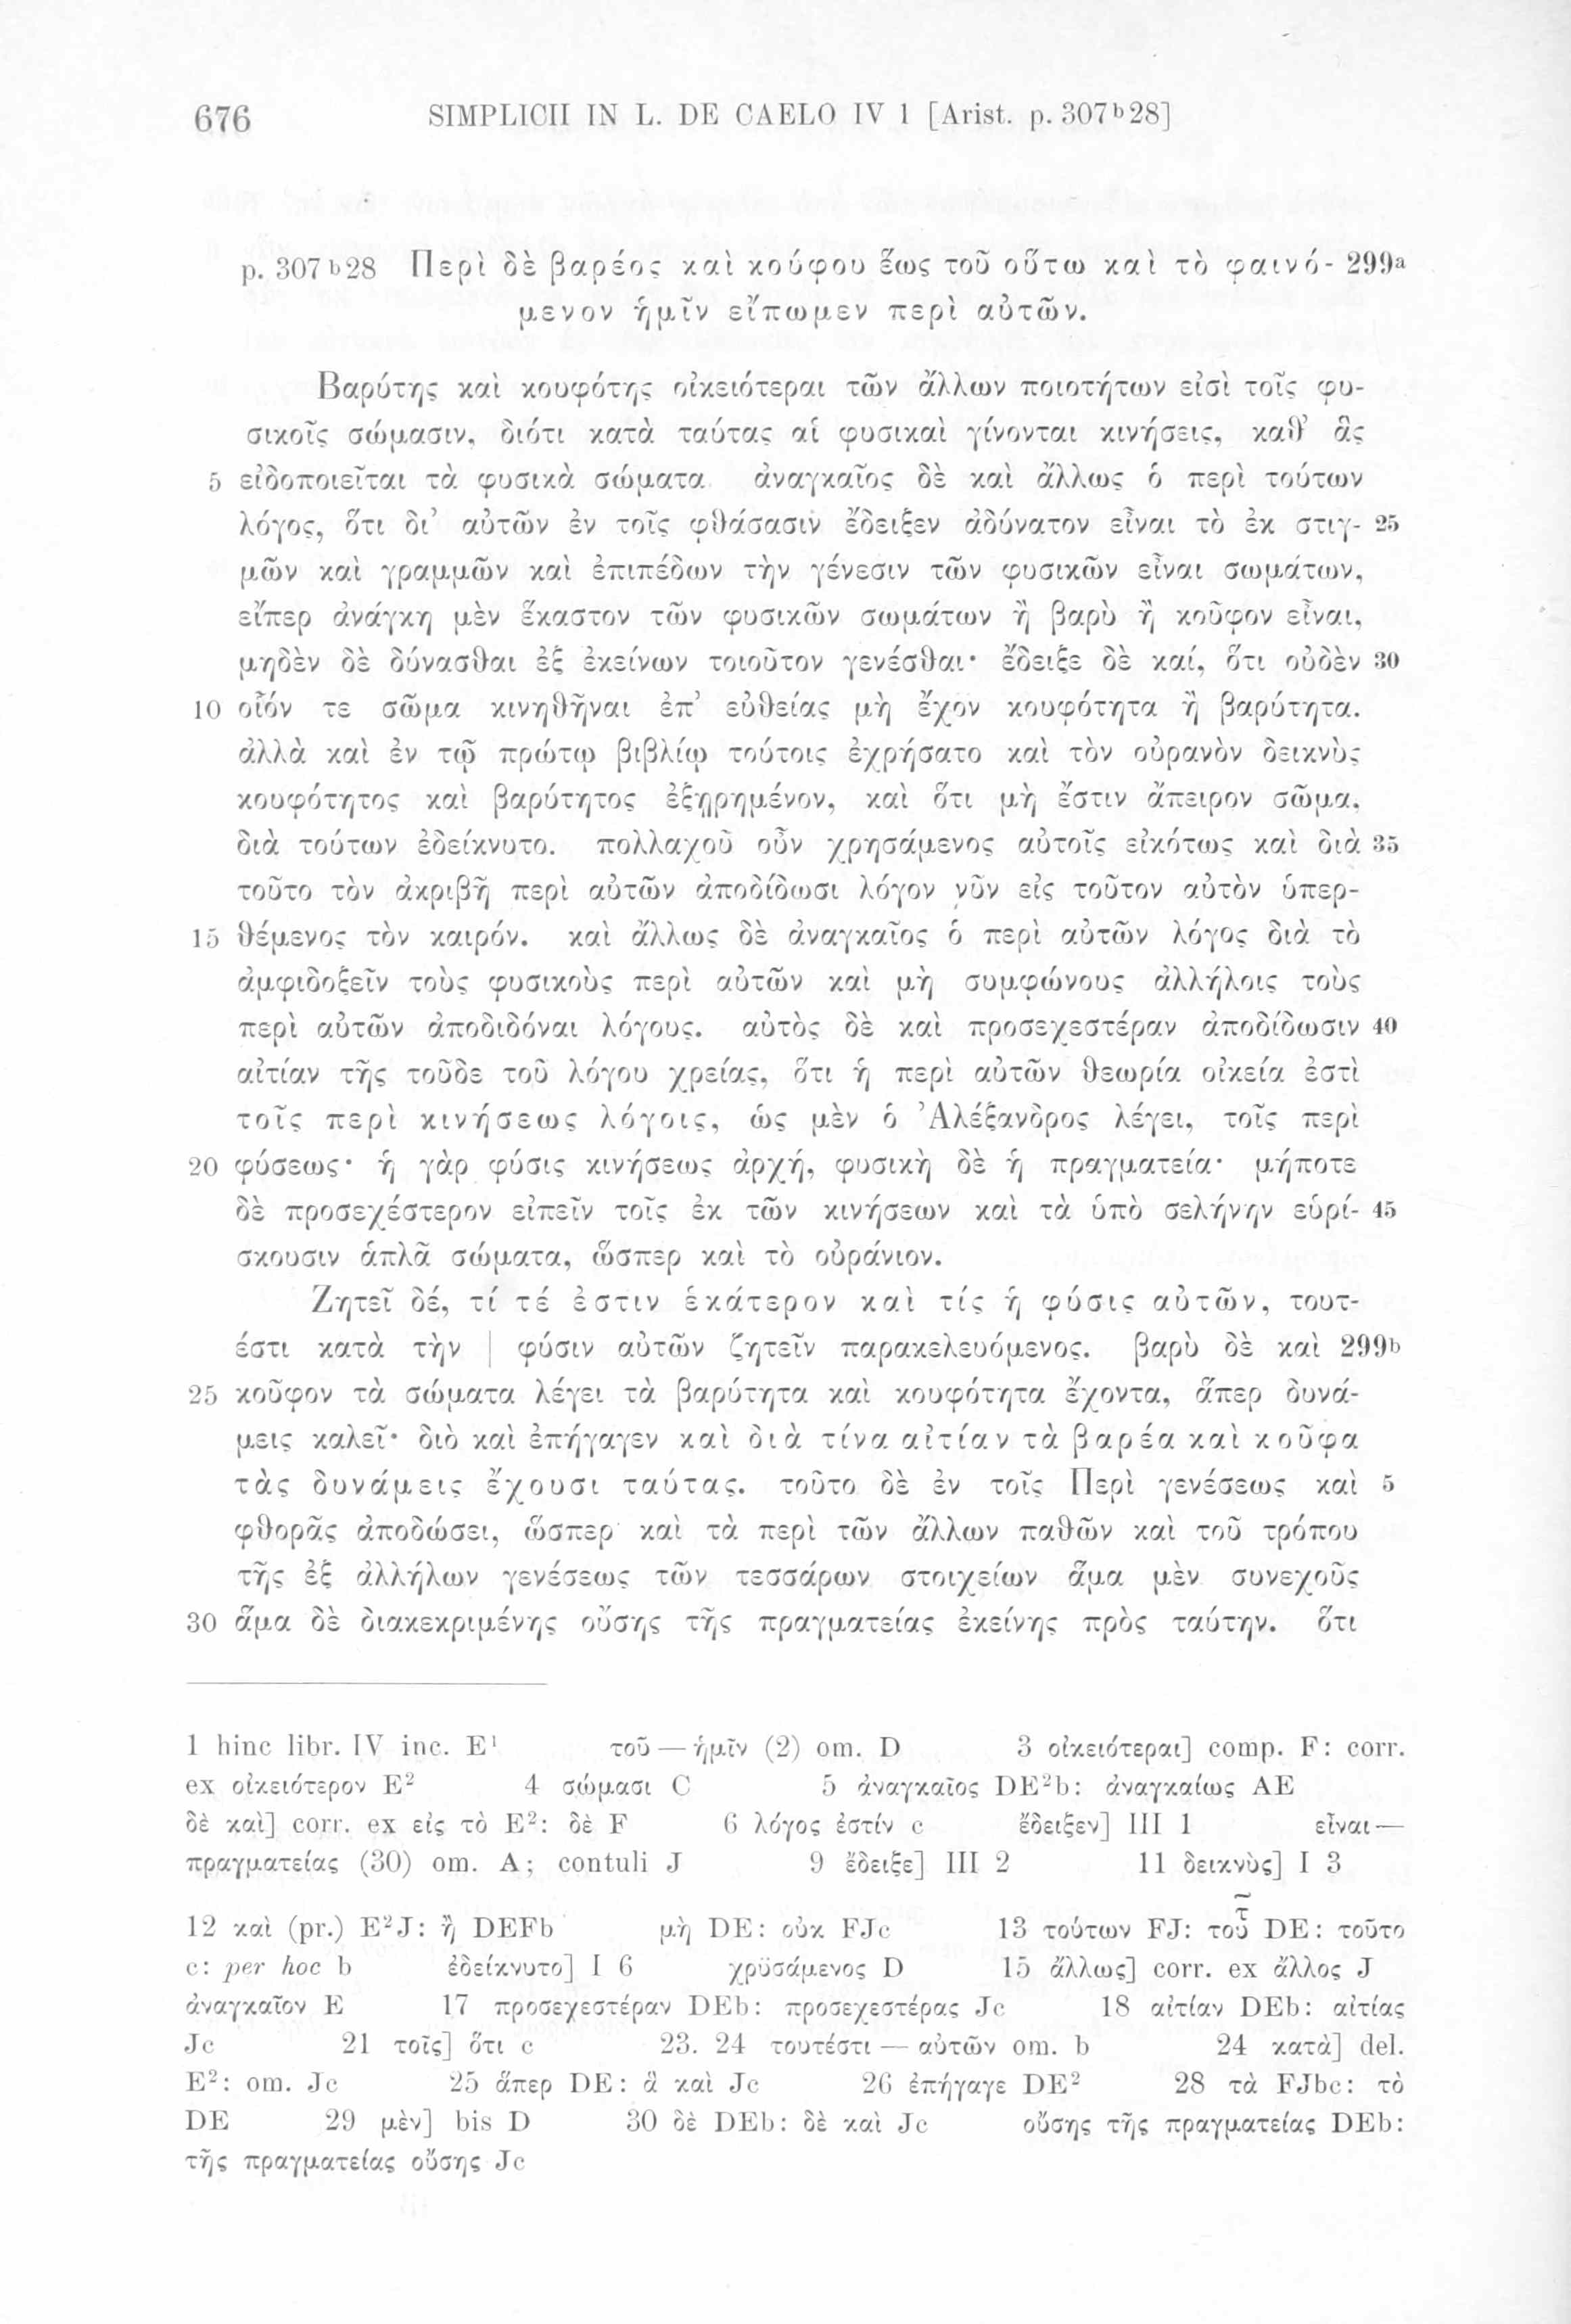 676 SIMPLICII IN L. DE CAELO IV 1 [Arist. p. 307ᵇ28]
p. 307ᵇ28 Περὶ δὲ βαρέος καὶ κούφου ἕως τοῦ οὕτω καὶ τὸ φαινό- 299ᵃ
μενον ἡμῖν εἴπωμεν περὶ αὐτῶν.
Βαρύτης καὶ κουφότης οἰκειότεραι τῶν ἄλλων ποιοτήτων εἰσὶ τοῖς φυ-
σικοῖς σώμασιν, διότι κατὰ ταύτας αἱ φυσικαὶ γίνονται κινήσεις, καθ’ ἃς
5 εἰδοποιεῖται τὰ φυσικὰ σώματα. ἀναγκαῖος δὲ καὶ ἄλλως ὁ περὶ τούτων
λόγος, ὅτι δι’ αὐτῶν ἐν τοῖς φθάσασιν ἔδειξεν ἀδύνατον εἶναι τὸ ἐκ στιγ- 25
μῶν καὶ γραμμῶν καὶ ἐπιπέδων τὴν γένεσιν τῶν φυσικῶν εἶναι σωμάτων,
εἴπερ ἀνάγκη μὲν ἕκαστον τῶν φυσικῶν σωμάτων ἢ βαρὺ ἢ κοῦφον εἶναι,
μηδὲν δὲ δύνασθαι ἐξ ἐκείνων τοιοῦτον γενέσθαι· ἔδειξε δὲ καί, ὅτι οὐδὲν 30
10 οἷόν τε σῶμα κινηθῆναι ἐπ’ εὐθείας μὴ ἔχον κουφότητα ἢ βαρύτητα.
ἀλλὰ καὶ ἐν τῷ πρώτῳ βιβλίῳ τούτοις ἐχρήσατο καὶ τὸν οὐρανὸν δεικνὺς
κουφότητος καὶ βαρύτητος ἐξῃρημένον, καὶ ὅτι μὴ ἔστιν ἄπειρον σῶμα,
διὰ τούτων ἐδείκνυτο. πολλαχοῦ οὖν χρησάμενος αὐτοῖς εἰκότως καὶ διὰ 35
τοῦτο τὸν ἀκριβῆ περὶ αὐτῶν ἀποδίδωσι λόγον νῦν εἰς τοῦτον αὐτὸν ὑπερ-
15 θέμενος τὸν καιρόν. καὶ ἄλλως δὲ ἀναγκαῖος ὁ περὶ αὐτῶν λόγος διὰ τὸ
ἀμφιδοξεῖν τοὺς φυσικοὺς περὶ αὐτῶν καὶ μὴ συμφώνους ἀλλήλοις τοὺς
περὶ αὐτῶν ἀποδιδόναι λόγους. αὐτὸς δὲ καὶ προσεχεστέραν ἀποδίδωσιν 40
αἰτίαν τῆς τοῦδε τοῦ λόγου χρείας, ὅτι ἡ περὶ αὐτῶν θεωρία οἰκεία ἐστὶ
τοῖς περὶ κινήσεως λόγοις, ὡς μὲν ὁ Ἀλέξανδρος λέγει, τοῖς περὶ
20 φύσεως· ἡ γὰρ φύσις κινήσεως ἀρχή, φυσικὴ δὲ ἡ πραγματεία· μήποτε
δὲ προσεχέστερον εἰπεῖν τοῖς ἐκ τῶν κινήσεων καὶ τὰ ὑπὸ σελήνην εὑρί- 45
σκουσιν ἁπλᾶ σώματα, ὥσπερ καὶ τὸ οὐράνιον.
Ζητεῖ δέ, τί τέ ἐστιν ἑκάτερον καὶ τίς ἡ φύσις αὐτῶν, τουτ-
έστι κατὰ τὴν | φύσιν αὐτῶν ζητεῖν παρακελευόμενος. βαρὺ δὲ καὶ 299ᵇ
25 κοῦφον τὰ σώματα λέγει τὰ βαρύτητα καὶ κουφότητα ἔχοντα, ἅπερ δυνά-
μεις καλεῖ· διὸ καὶ ἐπήγαγεν καὶ διὰ τίνα αἰτίαν τὰ βαρέα καὶ κοῦφα
τὰς δυνάμεις ἔχουσι ταύτας. τοῦτο δὲ ἐν τοῖς Περὶ γενέσεως καὶ 5
φθορᾶς ἀποδώσει, ὥσπερ καὶ τὰ περὶ τῶν ἄλλων παθῶν καὶ τοῦ τρόπου
τῆς ἐξ ἀλλήλων γενέσεως τῶν τεσσάρων στοιχείων ἅμα μὲν συνεχοῦς
30 ἅμα δὲ διακεκριμένης οὔσης τῆς πραγματείας ἐκείνης πρὸς ταύτην. ὅτι
1 hinc libr. IV inc. E¹ τοῦ — ἡμῖν (2) om. D 3 οἰκειότεραι] comp. F: corr.
ex οἰκειότερον E² 4 σώμασι C 5 ἀναγκαῖος DE²b: ἀναγκαίως AE
δὲ καὶ] corr. ex εἰς τὸ E²: δὲ F 6 λόγος ἐστίν c ἔδειξεν] III 1 εἶναι —
πραγματείας (30) om. A; contuli J 9 ἔδειξε] III 2 11 δεικνὺς] I 3
12 καὶ (pr.) E²J: ἢ DEFb μὴ DE: οὐκ FJc 13 τούτων FJ: τοῦ DE: τοῦτο
c: per hoc b ἐδείκνυτο] I 6 χρϋσάμενος D 15 ἄλλως] corr. ex ἄλλος J
ἀναγκαῖον E 17 προσεχεστέραν DEb: προσεχεστέρας Jc 18 αἰτίαν DEb: αἰτίας
Jc 21 τοῖς] ὅτι c 23. 24 τουτέστι — αὐτῶν om. b 24 κατὰ] del.
E²: om. Jc 25 ἅπερ DE: ἃ καὶ Jc 26 ἐπήγαγε DE² 28 τὰ FJbc: τὸ
DE 29 μὲν] bis D 30 δὲ DEb: δὲ καὶ Jc οὔσης τῆς πραγματείας DEb:
τῆς πραγματείας οὔσης Jc